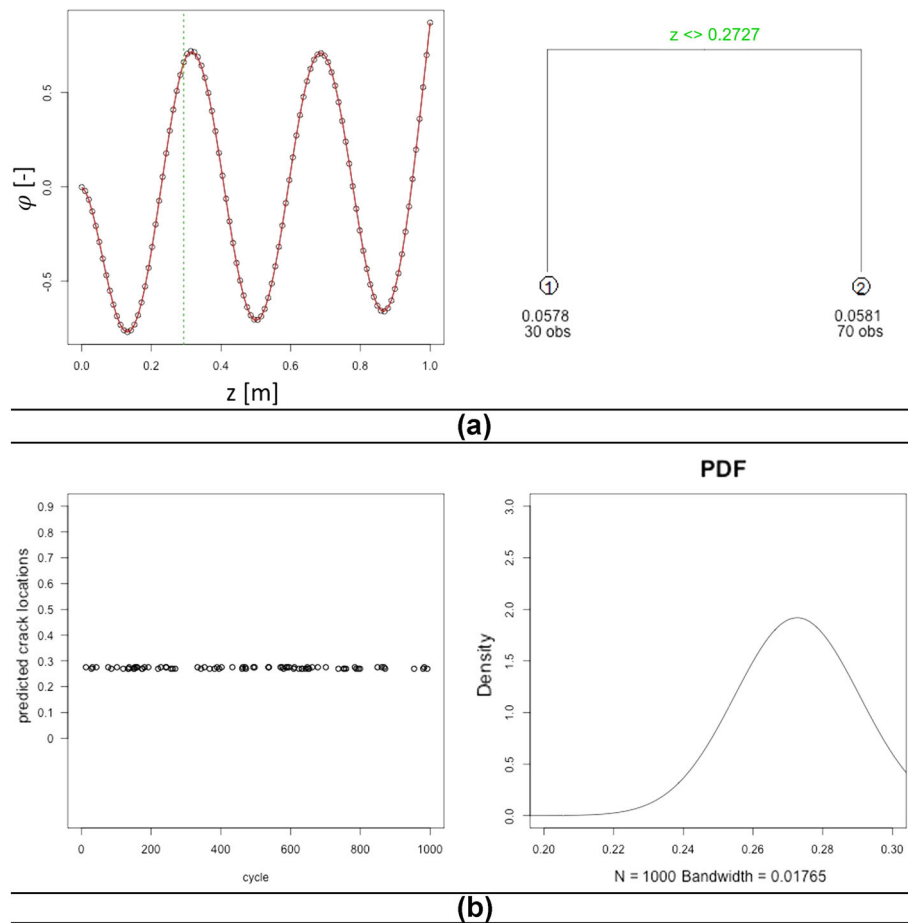 0.5
0.0
-0.5
φ [-]
0.0 0.2 0.4 0.6 0.8 1.0
z [m]
z <> 0.2727
1
0.0578
30 obs
2
0.0581
70 obs
(a)
0.9
0.8
0.7
0.6
0.5
0.4
0.3
0.2
0.1
0
predicted crack locations
0 200 400 600 800 1000
cycle
PDF
3.0
2.5
2.0
1.5
1.0
0.5
0.0
Density
0.20 0.22 0.24 0.26 0.28 0.30
N = 1000 Bandwidth = 0.01765
(b)